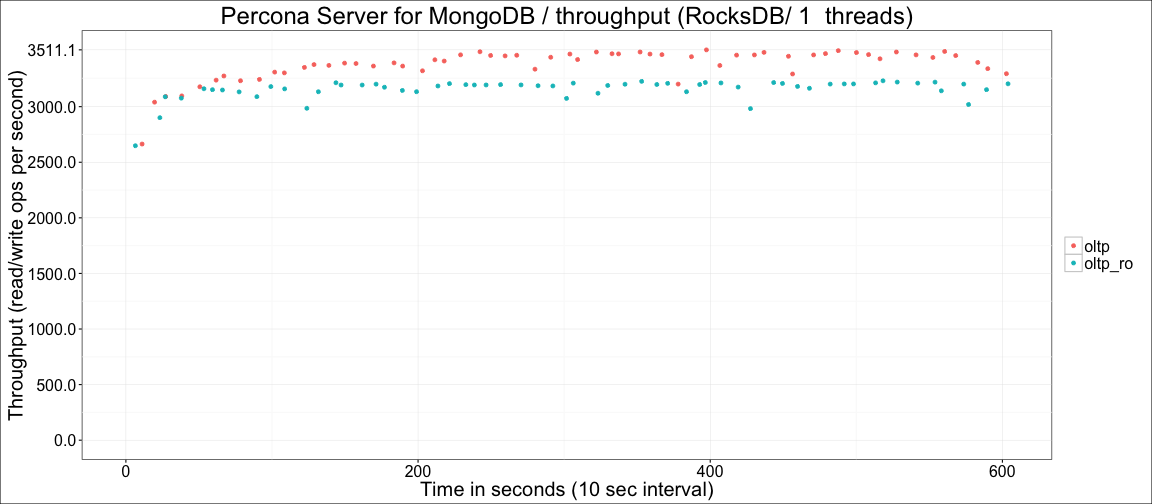 Percona Server for MongoDB / throughput (RocksDB/ 1  threads)
Throughput (read/write ops per second)
3511.1
3000.0
2500.0
2000.0
1500.0
1000.0
500.0
0.0
0 200 400 600
Time in seconds (10 sec interval)
oltp
oltp_ro